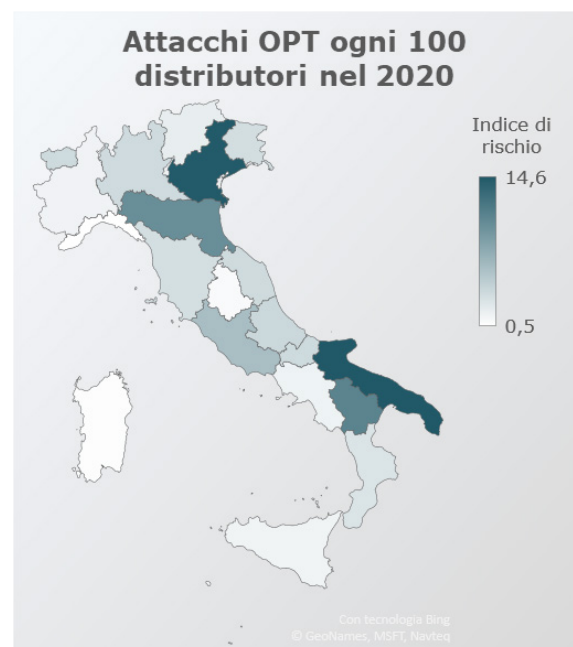 Attacchi OPT ogni 100
distributori nel 2020
Indice di
rischio
14,6
0,5
Con tecnologia Bing
© GeoNames, MSFT, Navteq